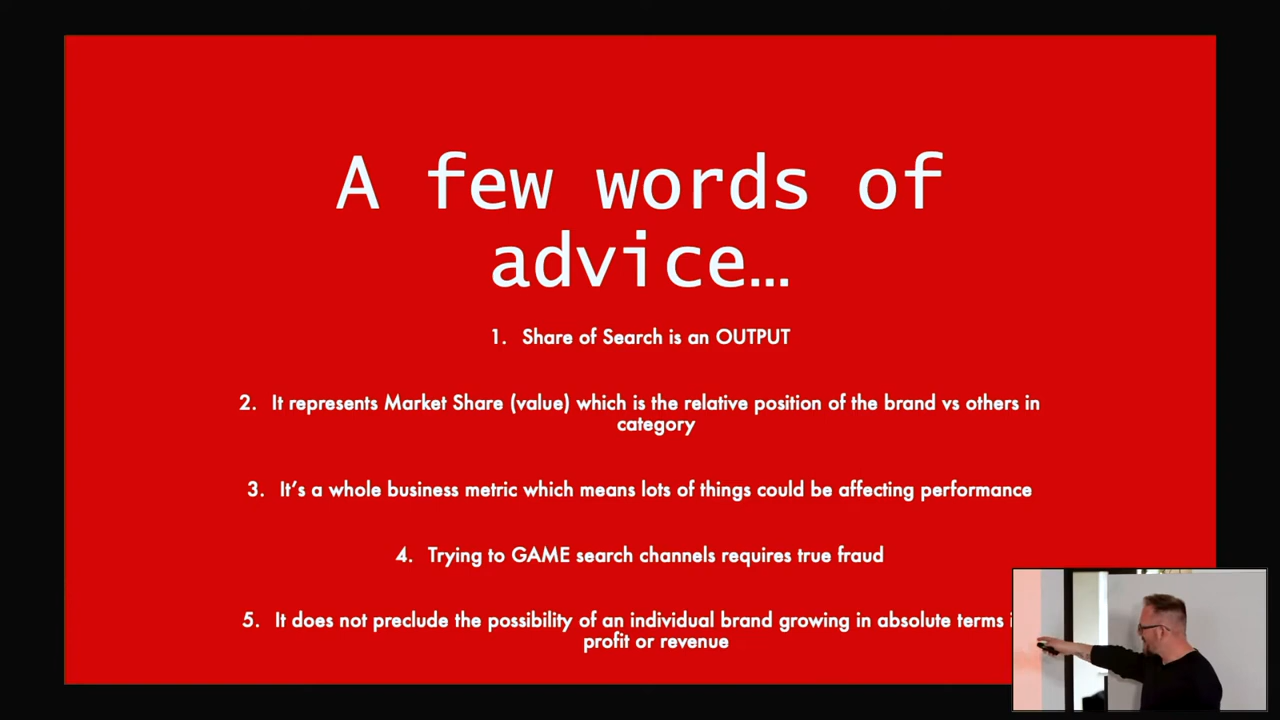 A few words of
advice…
1. Share of Search is an OUTPUT
2. It represents Market Share (value) which is the relative position of the brand vs others in
category
3. It's a whole business metric which means lots of things could be affecting performance
4. Trying to GAME search channels requires true fraud
5. It does not preclude the possibility of an individual brand growing in absolute terms
profit or revenue